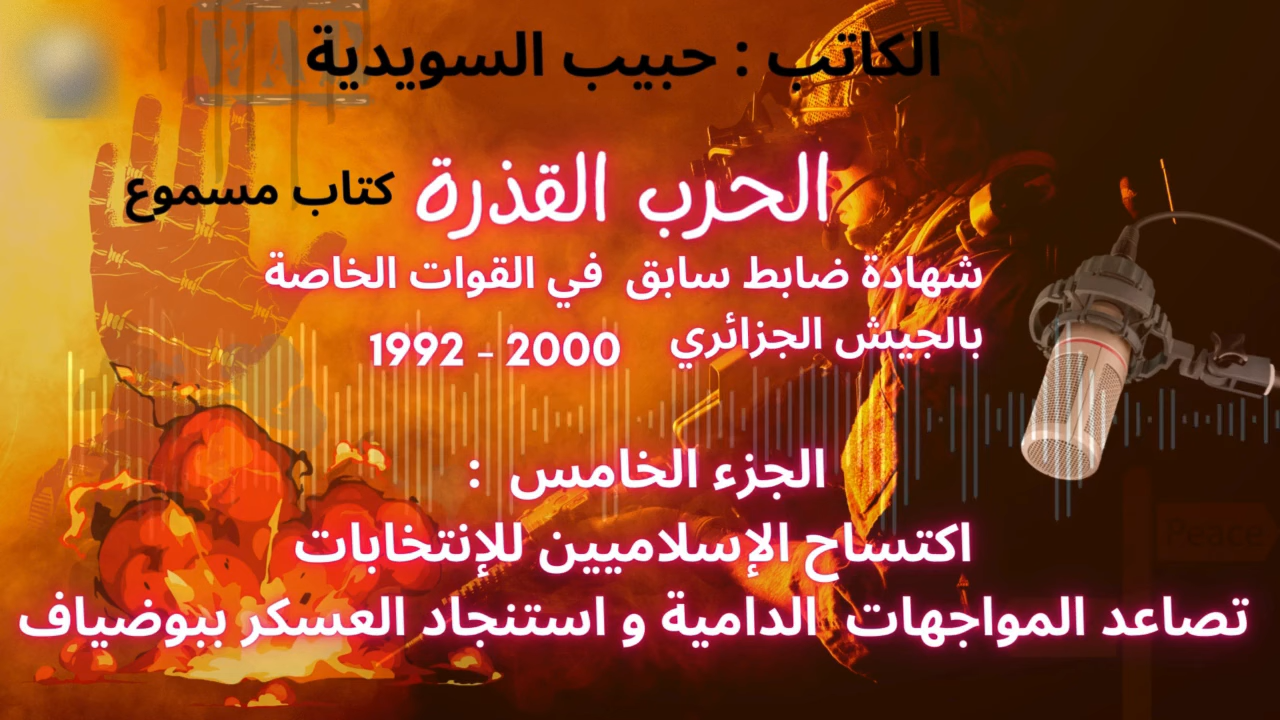 الكاتب : حبيب السويدية
الحرب القذرة
كتاب مسموع
شهادة ضابط سابق في القوات الخاصة
بالجيش الجزائري
1992 - 2000
الجزء الخامس :
اكتساح الإسلاميين للإنتخابات
تصاعد المواجهات الدامية و استنجاد العسكر ببوضياف
Peace